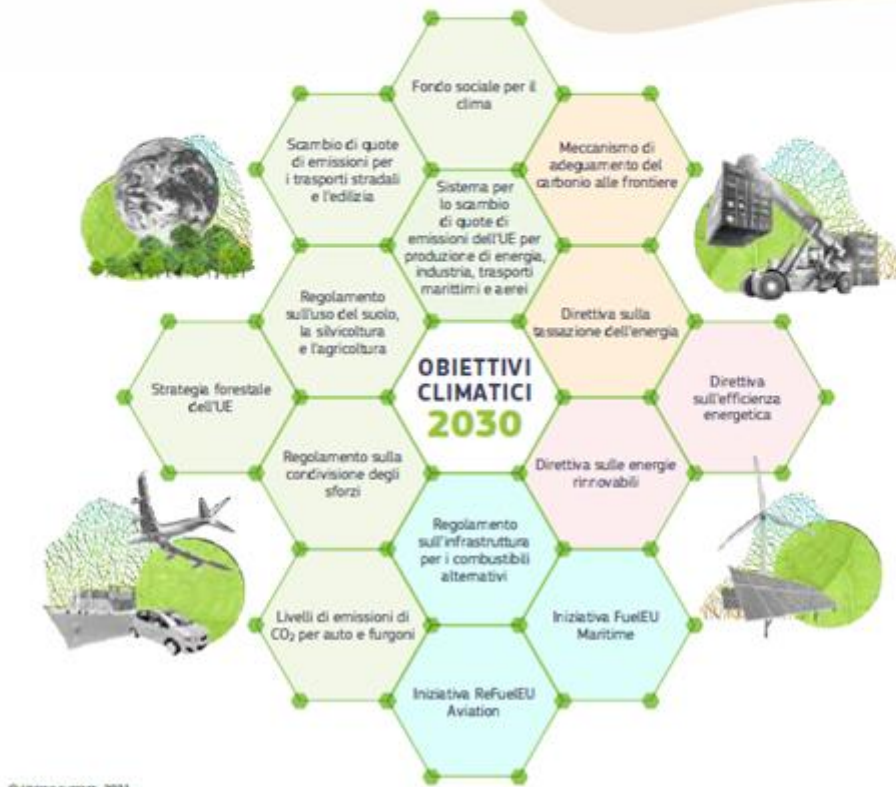 Fondo sociale per il
clima
Scambio di quote
di emissioni per
i trasporti stradali
e l'edilizia
Meccanismo di
adeguamento del
carbonio alle frontiere
Sistema per
lo scambio
di quote di
emissioni dell'UE per
produzione di energia,
industria, trasporti
marittimi e aerei
Regolamento
sull'uso del suolo,
la silvicoltura
e l'agricoltura
Direttiva sulla
tassazione dell'energia
Strategia forestale
dell'UE
OBIETTIVI
CLIMATICI
2030
Direttiva
sull'efficienza
energetica
Regolamento sulla
condivisione degli
sforzi
Direttiva sulle energie
rinnovabili
Regolamento
sull'infrastruttura
per i combustibili
alternativi
Livelli di emissioni di
CO₂ per auto e furgoni
Iniziativa FuelEU
Maritime
Iniziativa ReFuelEU
Aviation